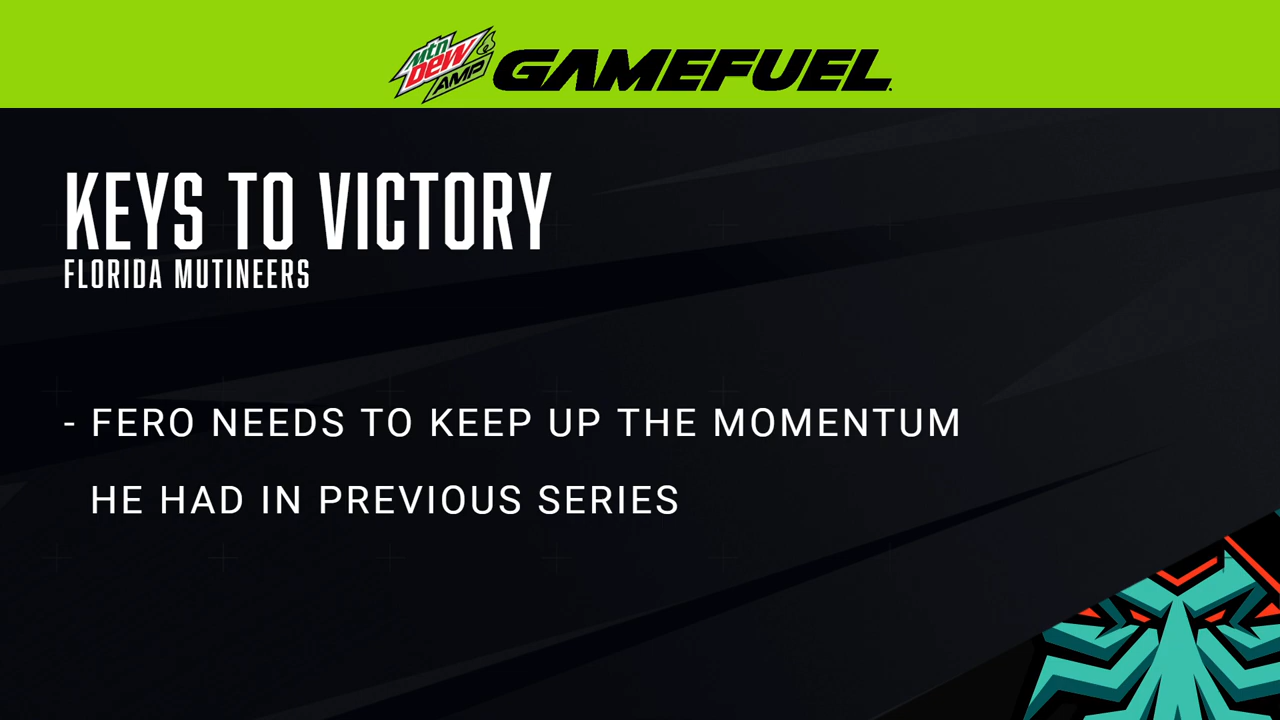 mtn DEW AMP GAMEFUEL.
KEYS TO VICTORY
FLORIDA MUTINEERS
- FERO NEEDS TO KEEP UP THE MOMENTUM
HE HAD IN PREVIOUS SERIES